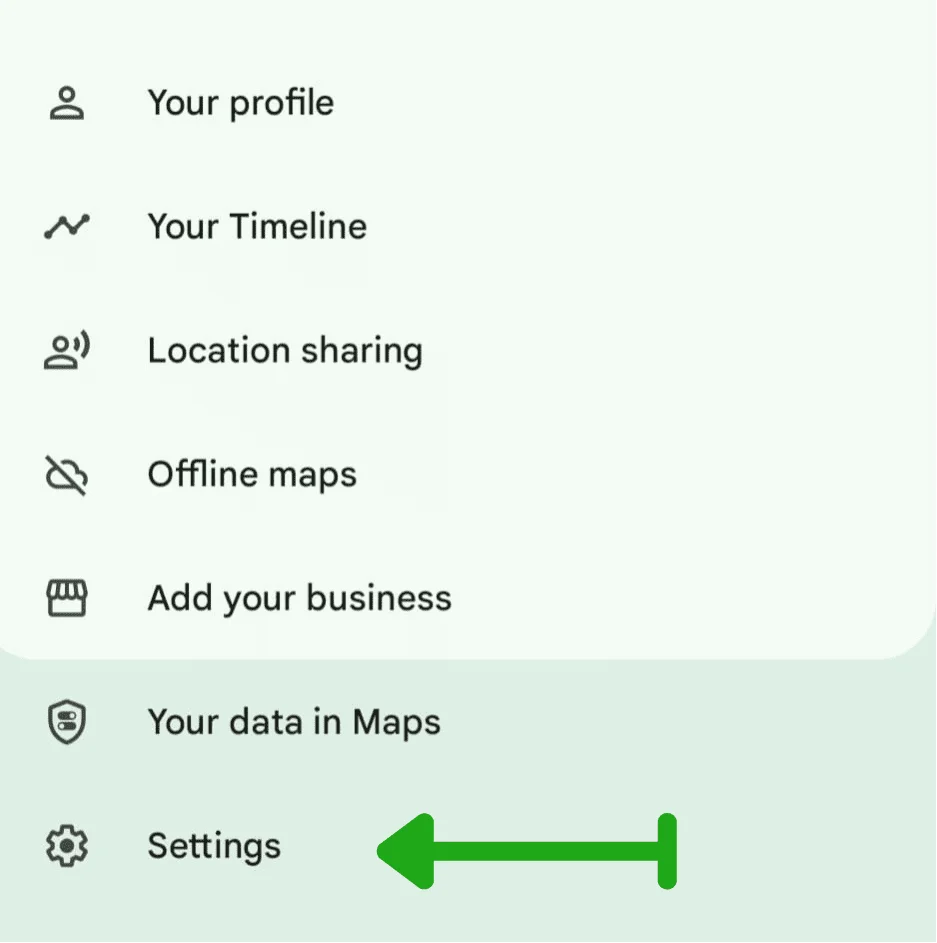 Your profile
Your Timeline
Location sharing
Offline maps
Add your business
Your data in Maps
Settings